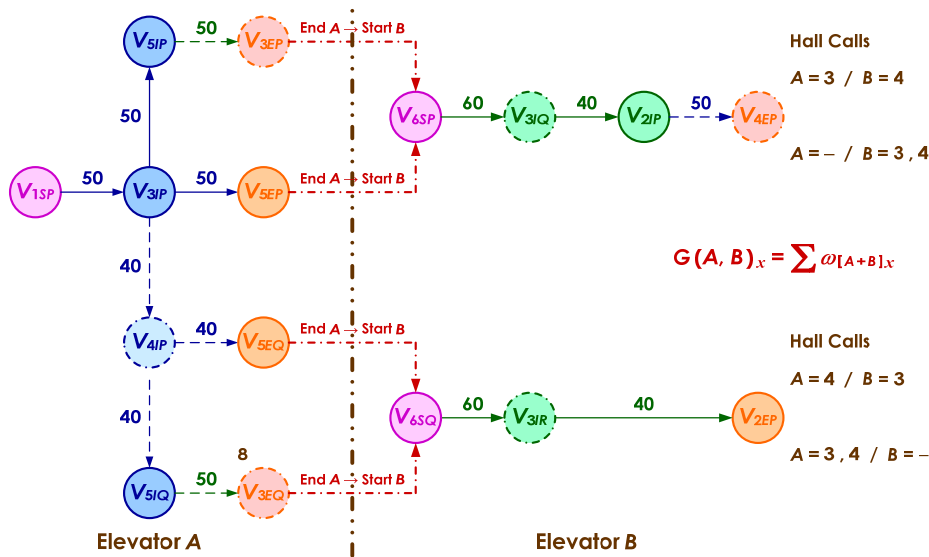 50
End A → Start B
V5IP
V3EP
Hall Calls
A = 3 / B = 4
50
60
40
50
V6SP
V3IQ
V2IP
V4EP
A = – / B = 3 , 4
50
50
End A → Start B
V1SP
V3IP
V5EP
G (A, B) x = ∑ ω[A+B]x
40
40
End A → Start B
V4IP
V5EQ
Hall Calls
A = 4 / B = 3
40
60
40
V6SQ
V3IR
V2EP
A = 3 , 4 / B = –
8
50
End A → Start B
V5IQ
V3EQ
Elevator A
Elevator B